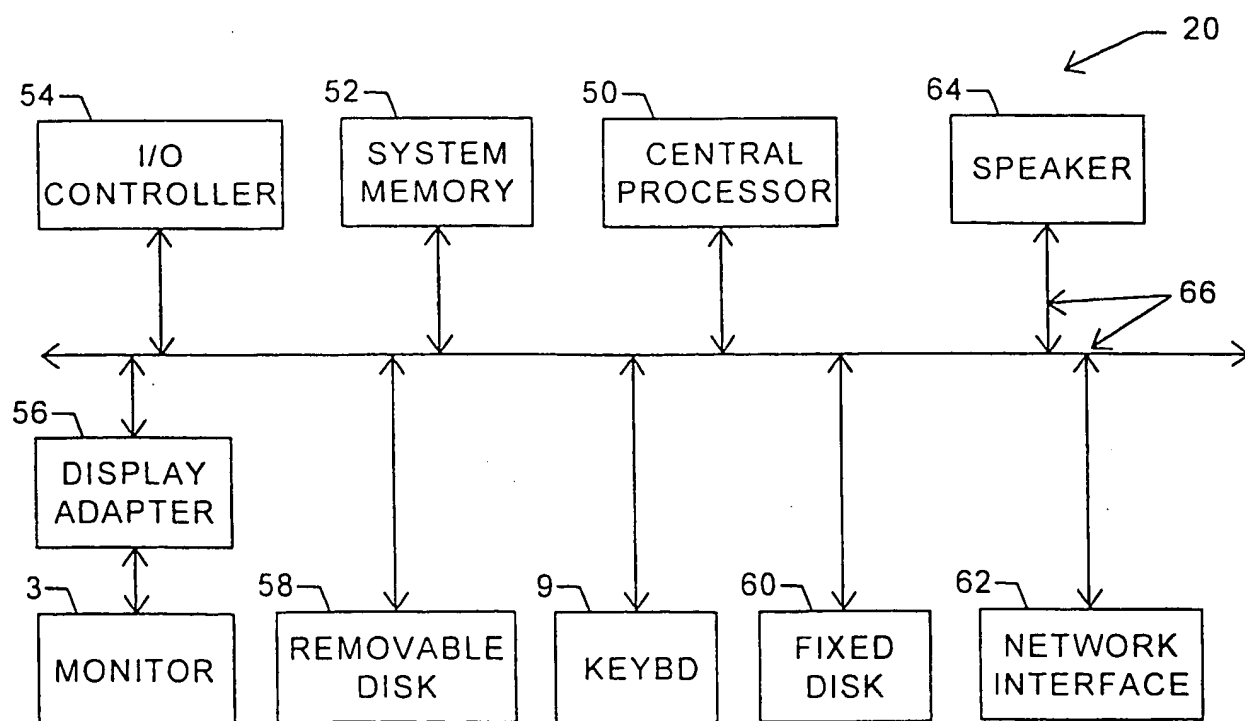 20
54
52
50
64
I/O
CONTROLLER
SYSTEM
MEMORY
CENTRAL
PROCESSOR
SPEAKER
66
56
DISPLAY
ADAPTER
3
58
9
60
62
MONITOR
REMOVABLE
DISK
KEYBD
FIXED
DISK
NETWORK
INTERFACE